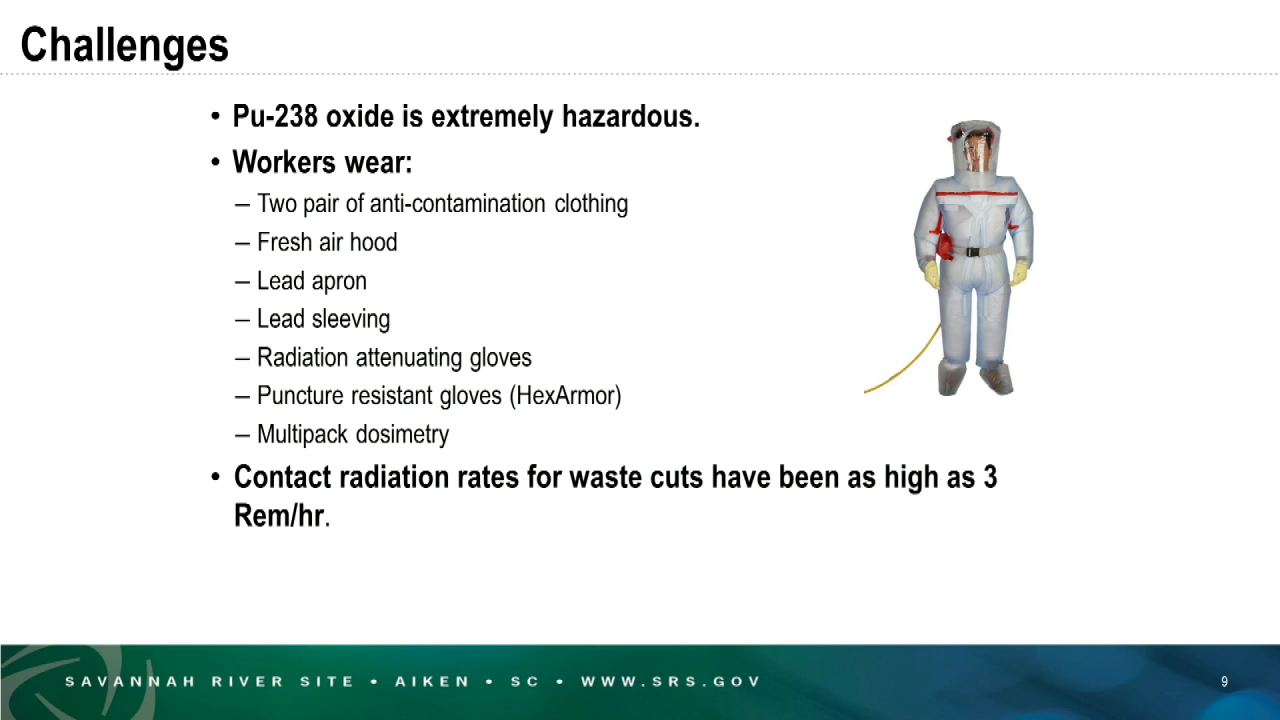 Challenges
• Pu-238 oxide is extremely hazardous.
• Workers wear:
– Two pair of anti-contamination clothing
– Fresh air hood
– Lead apron
– Lead sleeving
– Radiation attenuating gloves
– Puncture resistant gloves (HexArmor)
– Multipack dosimetry
• Contact radiation rates for waste cuts have been as high as 3
Rem/hr.
SAVANNAH RIVER SITE • AIKEN • SC • WWW.SRS.GOV
9